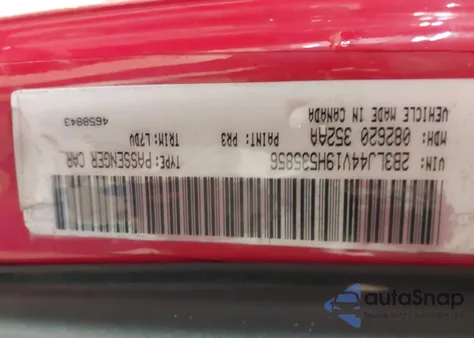 VIN: 2B3LJ44V19H535856 TYPE: PASSENGER CAR
MDH: 082620 352AA PAINT: PR3 TRIM: L7DV
VEHICLE MADE IN CANADA 4658843
autoSnap